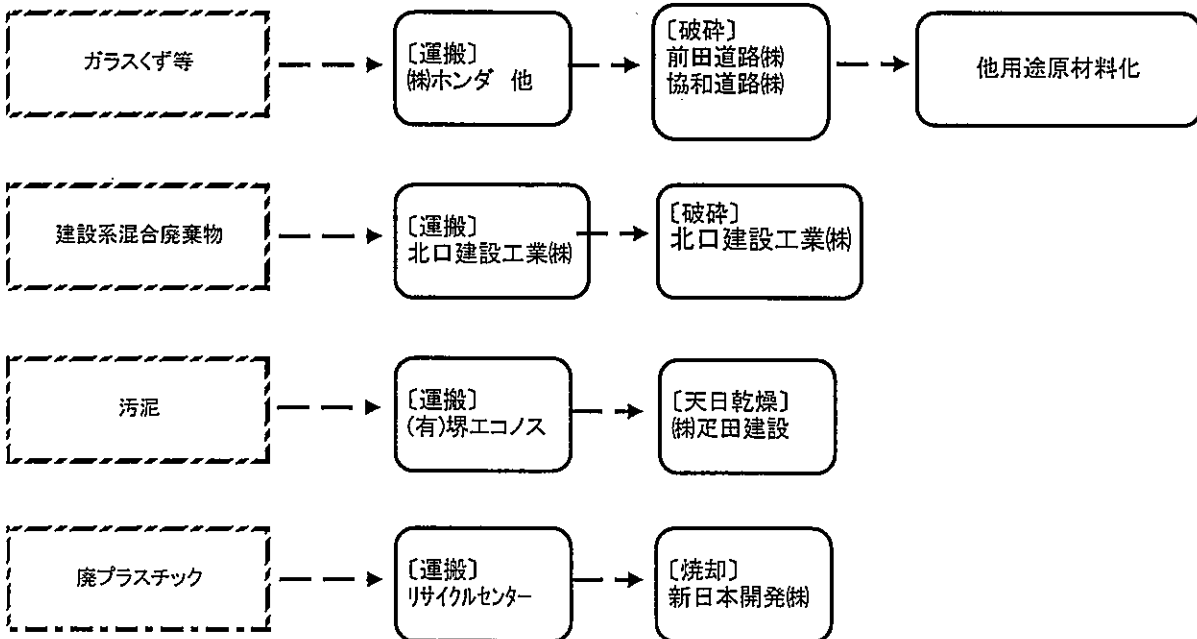 ガラスくず等
〔運搬〕
㈱ホンダ 他
〔破砕〕
前田道路㈱
協和道路㈱
他用途原材料化
建設系混合廃棄物
〔運搬〕
北口建設工業㈱
〔破砕〕
北口建設工業㈱
汚泥
〔運搬〕
(有)堺エコノス
〔天日乾燥〕
㈱疋田建設
廃プラスチック
〔運搬〕
リサイクルセンター
〔焼却〕
新日本開発㈱